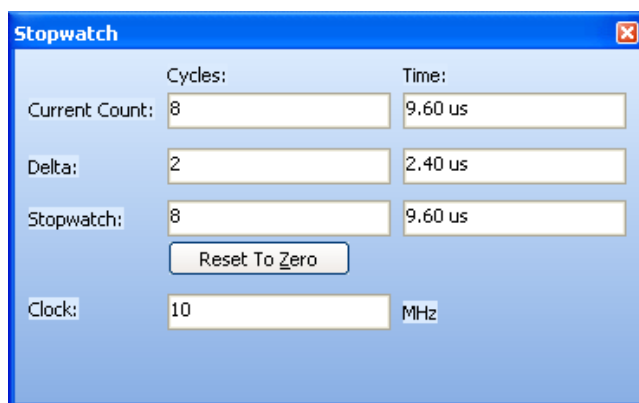 Stopwatch
Cycles: Time:
Current Count: 8 9.60 us
Delta: 2 2.40 us
Stopwatch: 8 9.60 us
Reset To Zero
Clock: 10 MHz